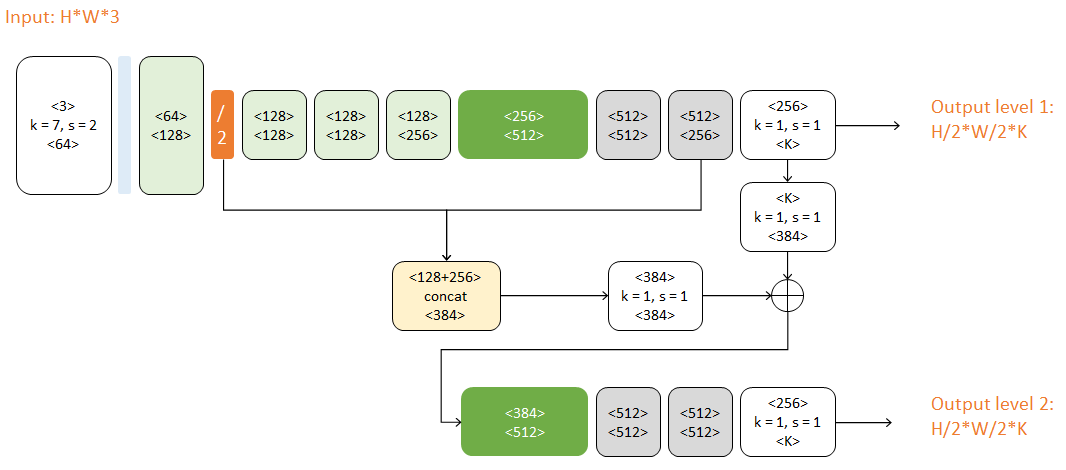 Input: H*W*3
<3>
k = 7, s = 2
<64>
<64>
<128>
/
2
<128>
<128>
<128>
<128>
<128>
<256>
<256>
<512>
<512>
<512>
<512>
<256>
<256>
k = 1, s = 1
<K>
Output level 1:
H/2*W/2*K
<K>
k = 1, s = 1
<384>
<128+256>
concat
<384>
<384>
k = 1, s = 1
<384>
<384>
<512>
<512>
<512>
<512>
<512>
<256>
k = 1, s = 1
<K>
Output level 2:
H/2*W/2*K